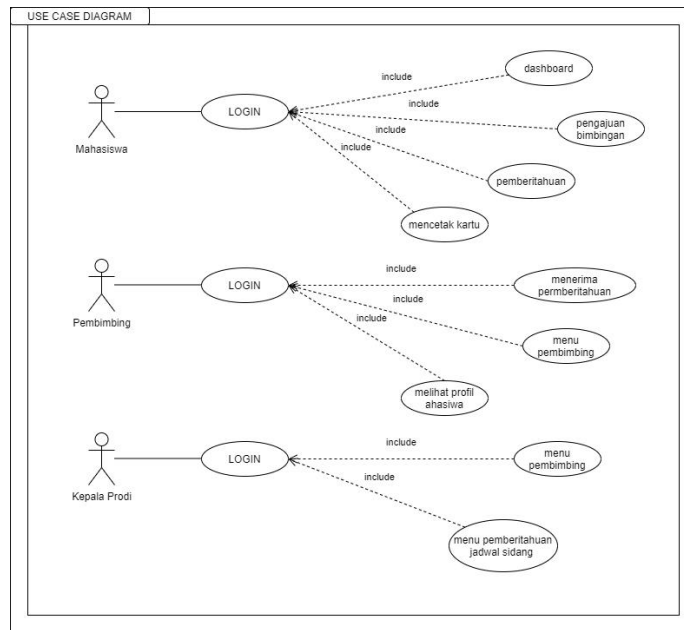 USE CASE DIAGRAM
dashboard
include
LOGIN
include
pengajuan
bimbingan
include
include
Mahasiswa
pemberitahuan
mencetak kartu
include
menerima
permberitahuan
LOGIN
include
Pembimbing
include
menu
pembimbing
melihat profil
ahasiwa
include
LOGIN
menu
pembimbing
include
Kepala Prodi
menu pemberitahuan
jadwal sidang